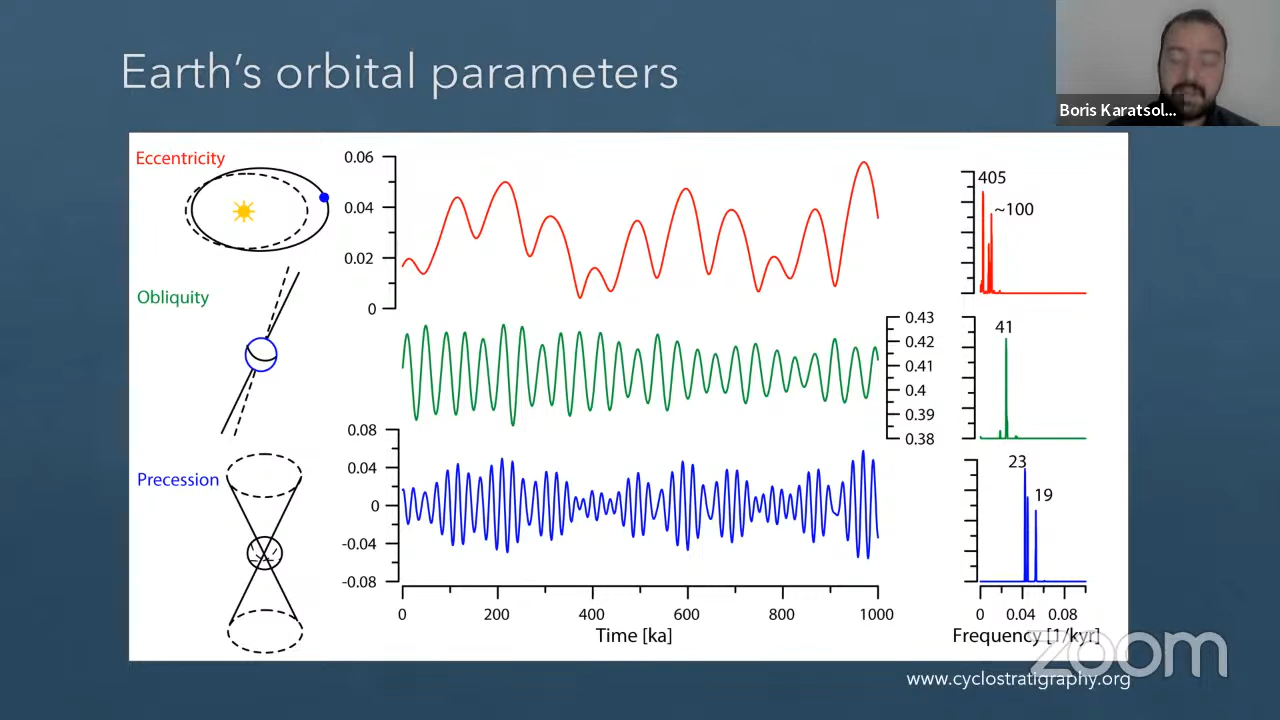 Earth's orbital parameters
Boris Karatsol...
Eccentricity
0.06
0.04
0.02
0
405
~100
Obliquity
0.43
0.42
0.41
0.4
0.39
0.38
41
Precession
0.08
0.04
0
-0.04
-0.08
23
19
0 200 400 600 800 1000
Time [ka]
0 0.04 0.08
Frequency [1/kyr]
zoom
www.cyclostratigraphy.org